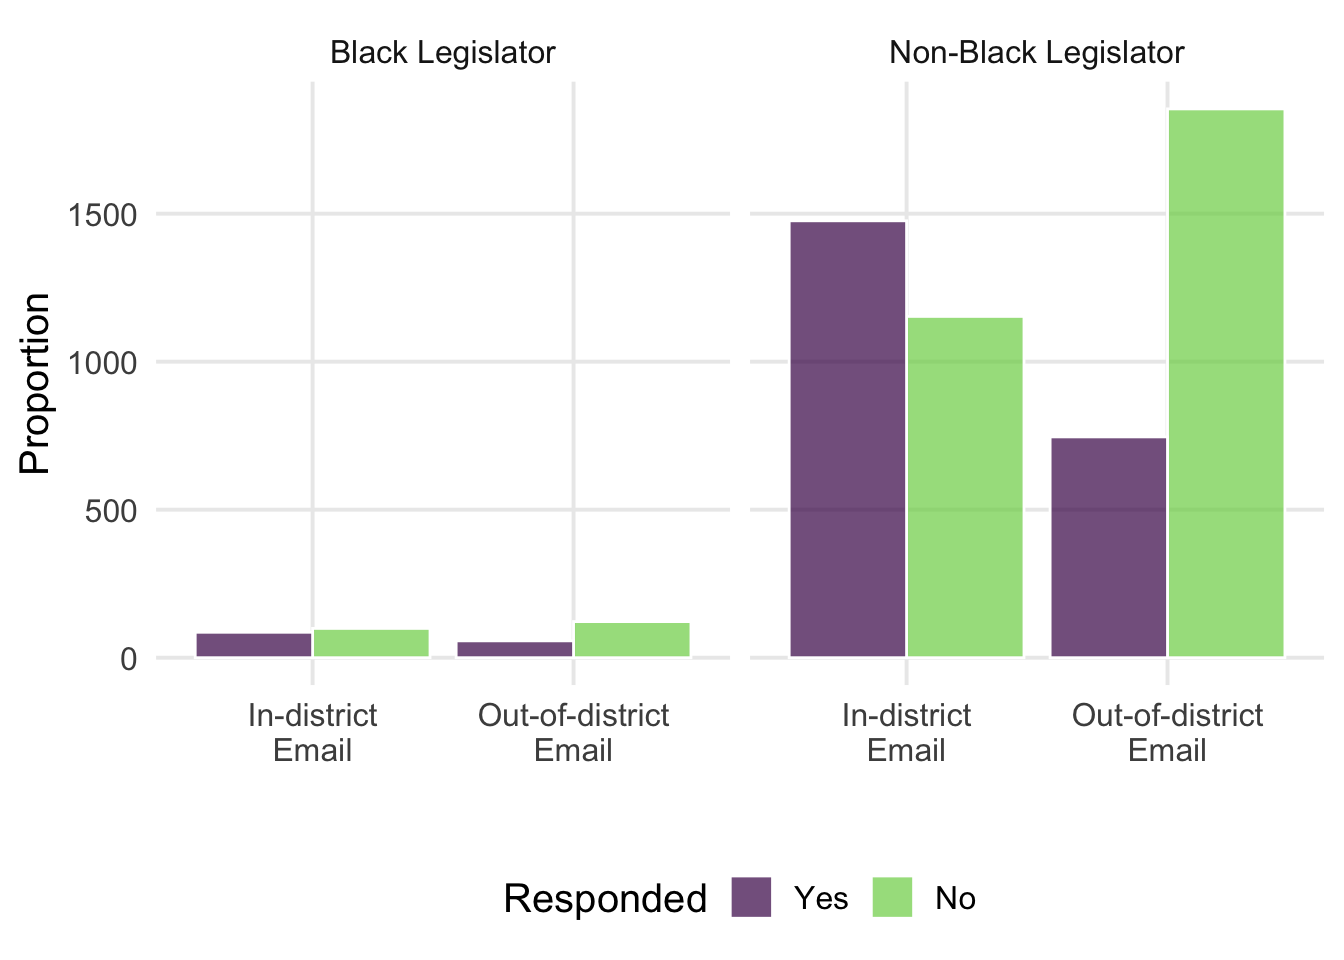 Black Legislator
Non-Black Legislator
Proportion
1500
1000
500
0
In-district
Email
Out-of-district
Email
In-district
Email
Out-of-district
Email
Responded Yes No